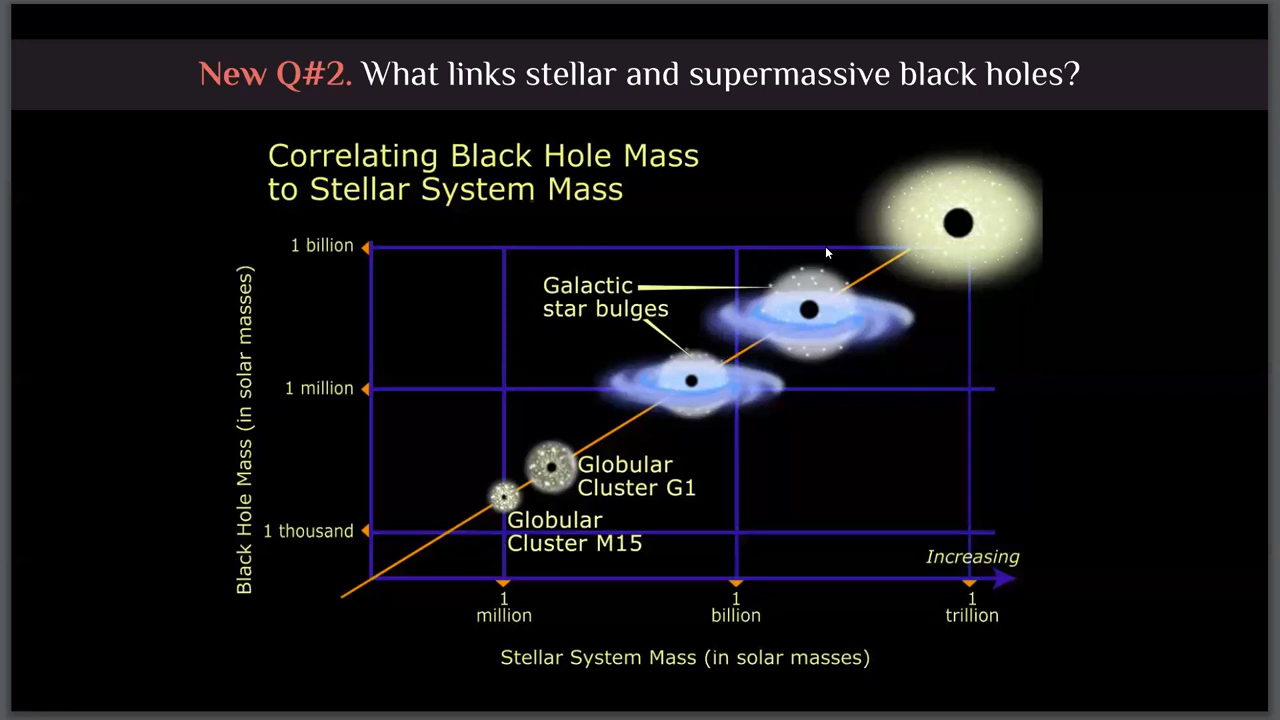 New Q#2. What links stellar and supermassive black holes?
Correlating Black Hole Mass
to Stellar System Mass
1 billion
Galactic
star bulges
1 million
Black Hole Mass (in solar masses)
Globular
Cluster G1
Globular
Cluster M15
1 thousand
Increasing
1
million
1
billion
1
trillion
Stellar System Mass (in solar masses)